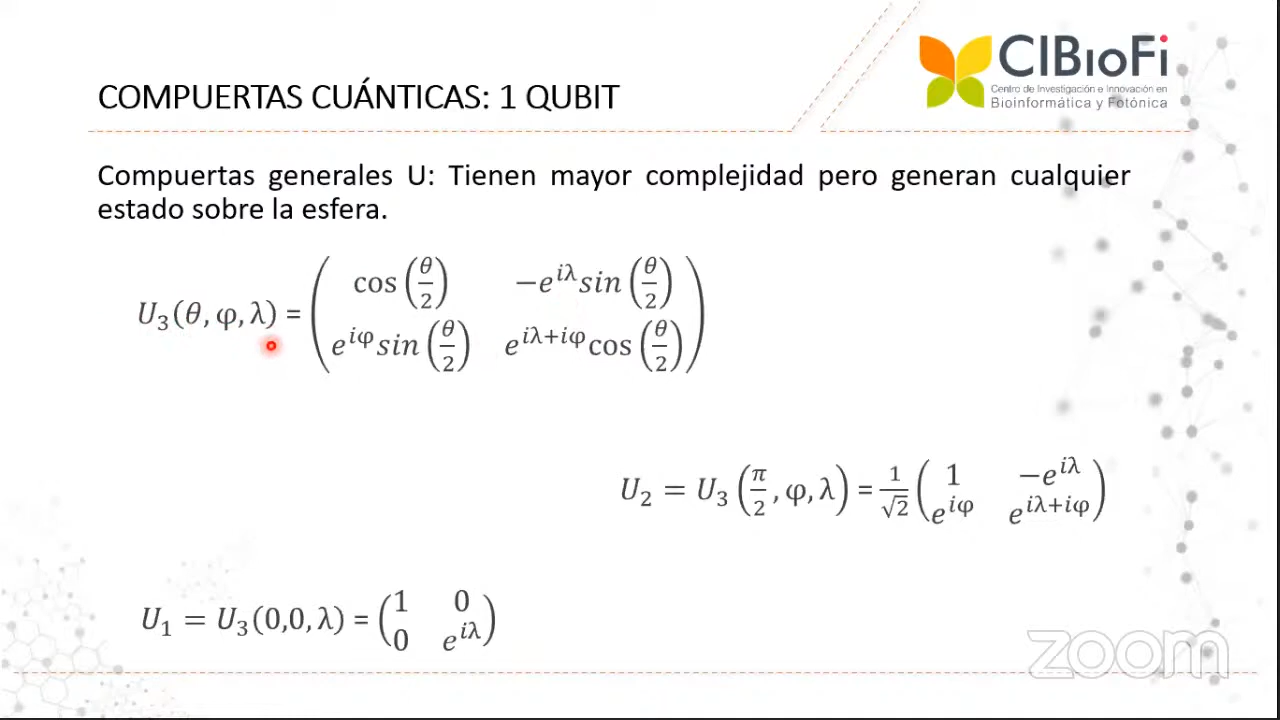 CIBioFi
Centro de Investigación e Innovación en
Bioinformática y Fotónica
COMPUERTAS CUÁNTICAS: 1 QUBIT
Compuertas generales U: Tienen mayor complejidad pero generan cualquier
estado sobre la esfera.
U₃(θ, φ, λ) = ( cos(θ/2) −e^{iλ}sin(θ/2)
e^{iφ}sin(θ/2) e^{iλ+iφ}cos(θ/2) )
U₂ = U₃(π/2, φ, λ) = 1/√2 ( 1 −e^{iλ}
e^{iφ} e^{iλ+iφ} )
U₁ = U₃(0,0, λ) = ( 1 0
0 e^{iλ} )
zoom